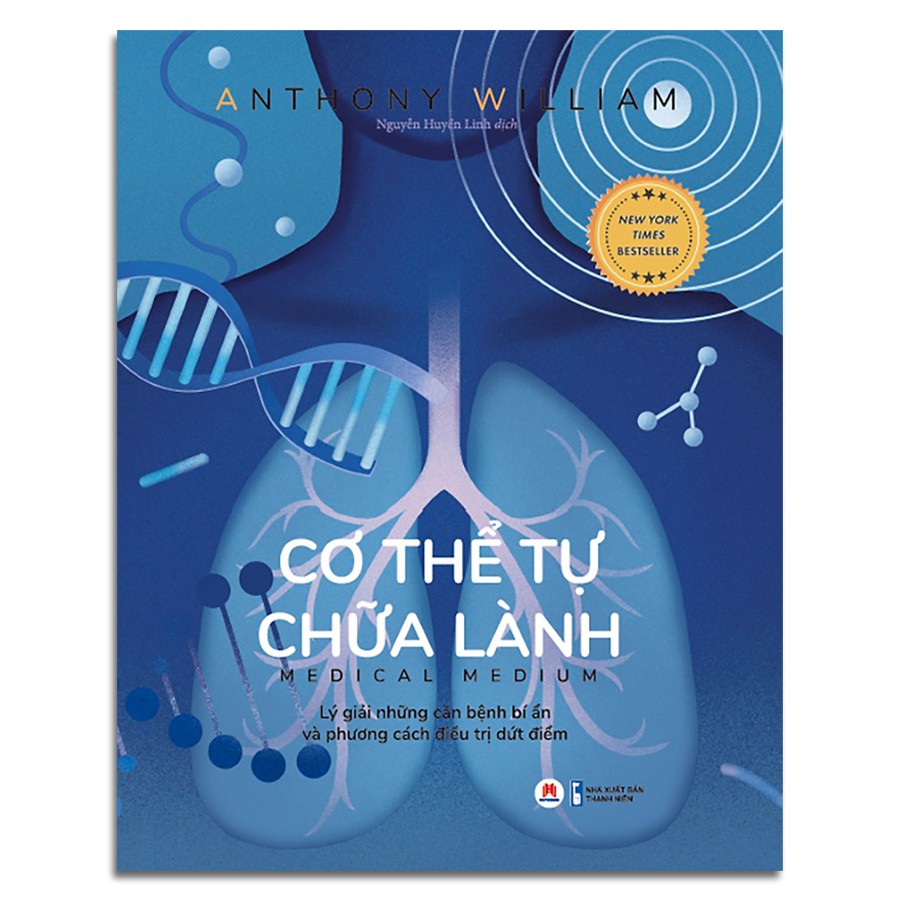 ANTHONY WILLIAM
Nguyễn Huyền Linh dịch
NEW YORK
TIMES
BESTSELLER
CƠ THỂ TỰ
CHỮA LÀNH
MEDICAL MEDIUM
Lý giải những căn bệnh bí ẩn
và phương cách điều trị dứt điểm
NHÀ XUẤT BẢN
THANH NIÊN